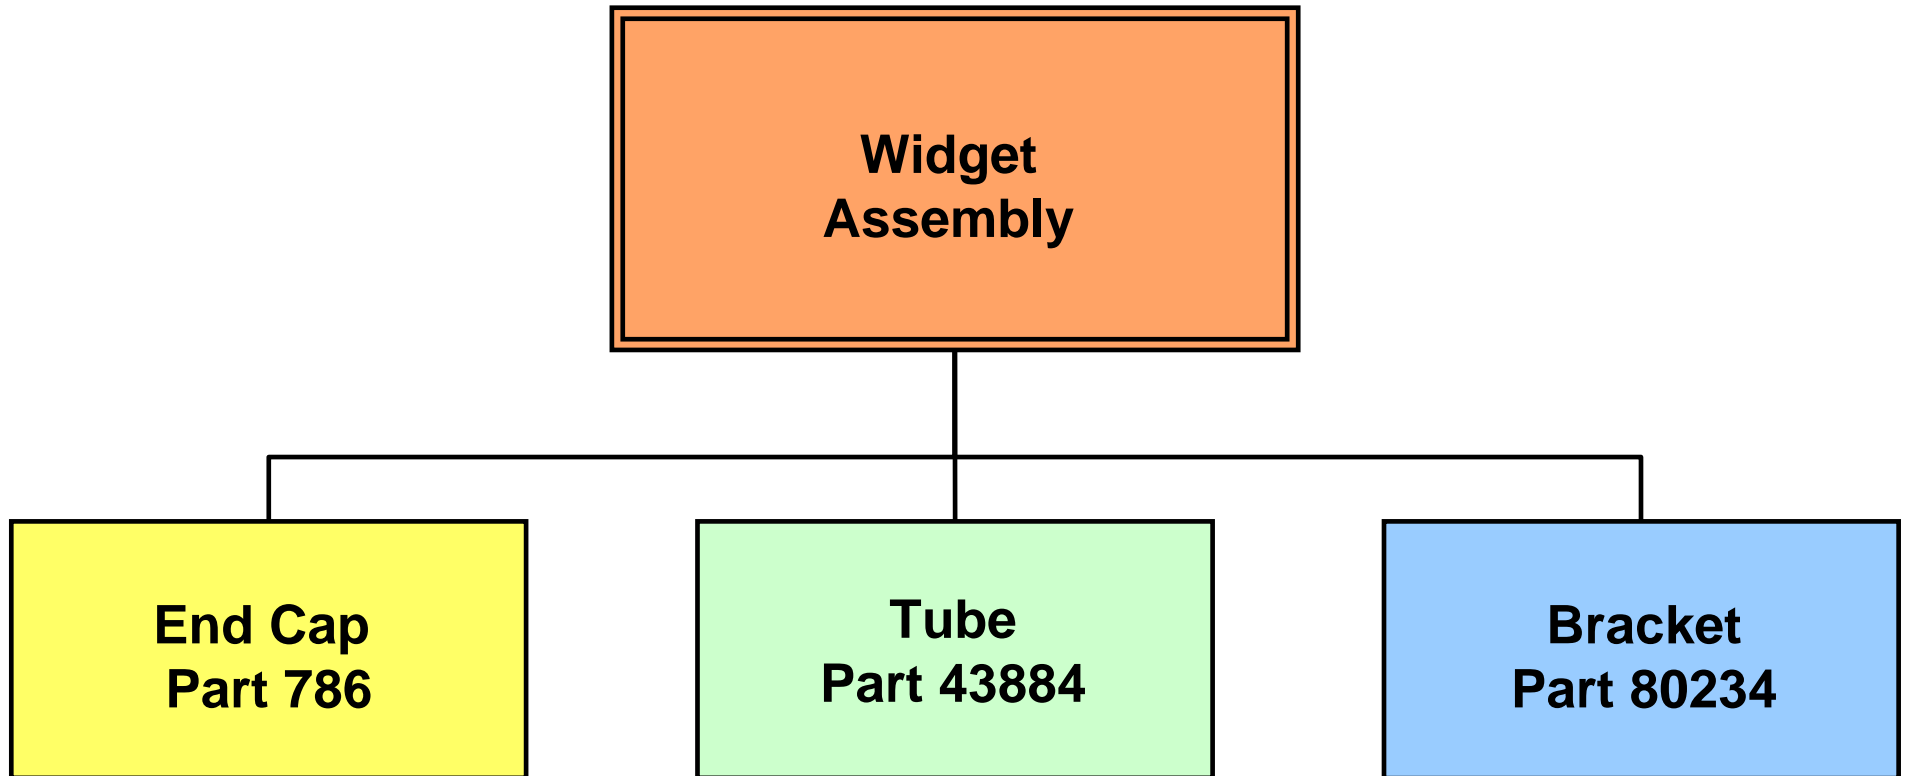 Widget
Assembly
End Cap
Part 786
Tube
Part 43884
Bracket
Part 80234